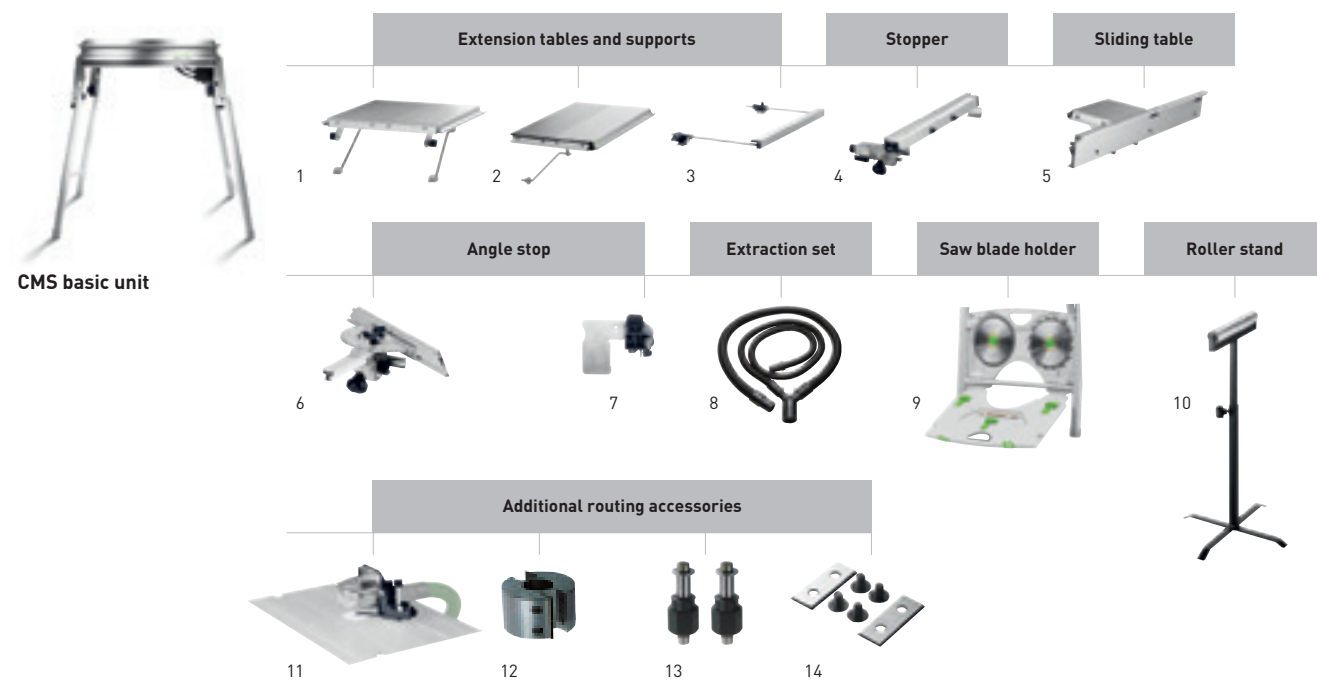 Extension tables and supports
Stopper
Sliding table
1
2
3
4
5
CMS basic unit
Angle stop
Extraction set
Saw blade holder
Roller stand
6
7
8
9
10
Additional routing accessories
11
12
13
14